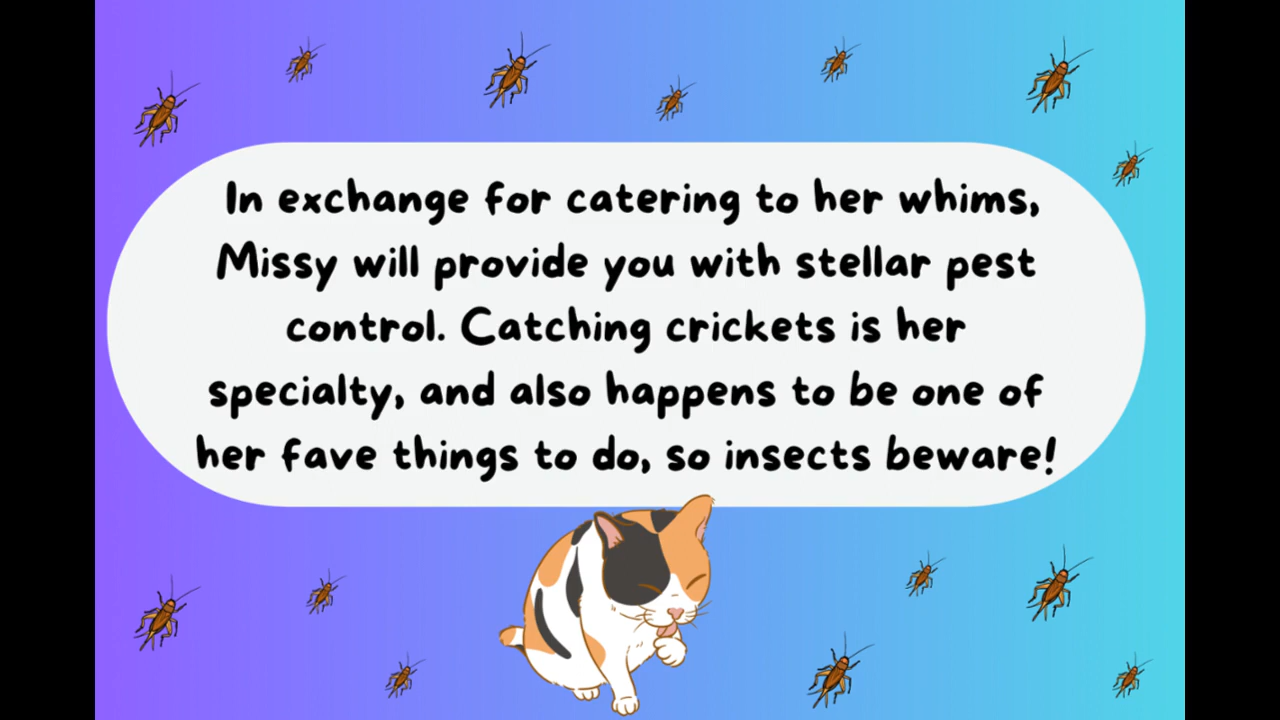 In exchange for catering to her whims,
Missy will provide you with stellar pest
control. Catching crickets is her
specialty, and also happens to be one of
her fave things to do, so insects beware!